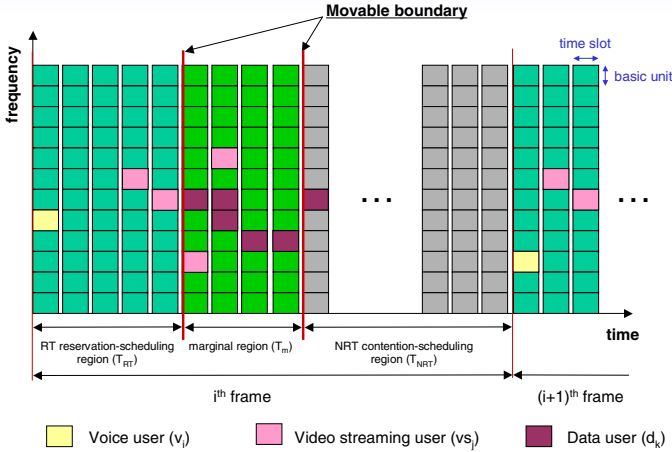 Movable boundary
time slot
basic unit
frequency
. . .
. . .
time
RT reservation-scheduling
region (T_RT)
marginal region (T_m)
NRT contention-scheduling
region (T_NRT)
i^th frame
(i+1)^th frame
Voice user (v_i)
Video streaming user (vs_j)
Data user (d_k)